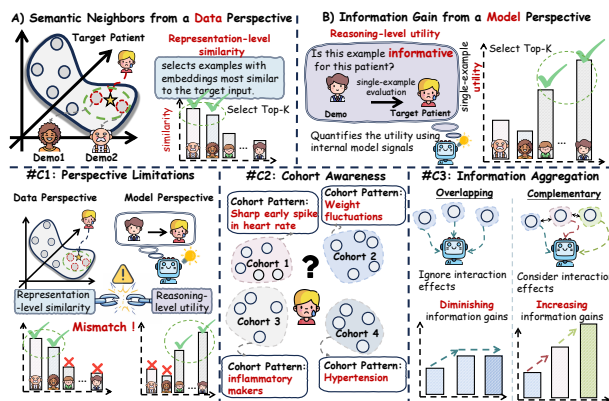 A) Semantic Neighbors from a Data Perspective
Target Patient
Representation-level
similarity
selects examples with
embeddings most similar
to the target input.
Select Top-K
similarity
...
Demo1
Demo2
B) Information Gain from a Model Perspective
Reasoning-level utility
Is this example informative
for this patient?
single-example
evaluation
Demo
Target Patient
Quantifies the utility using
internal model signals
single-example
utility
Select Top-K
...
#C1: Perspective Limitations
Data Perspective
Model Perspective
Representation
-level similarity
Reasoning-
level utility
Mismatch !
...
...
#C2: Cohort Awareness
Cohort Pattern:
Sharp early spike
in heart rate
Cohort Pattern:
Weight
fluctuations
Cohort 1
Cohort 2
?
Cohort 3
Cohort 4
Cohort Pattern:
inflammatory
makers
Cohort Pattern:
Hypertension
#C3: Information Aggregation
Overlapping
Complementary
Ignore interaction
effects
Consider interaction
effects
Diminishing
information gains
Increasing
information gains